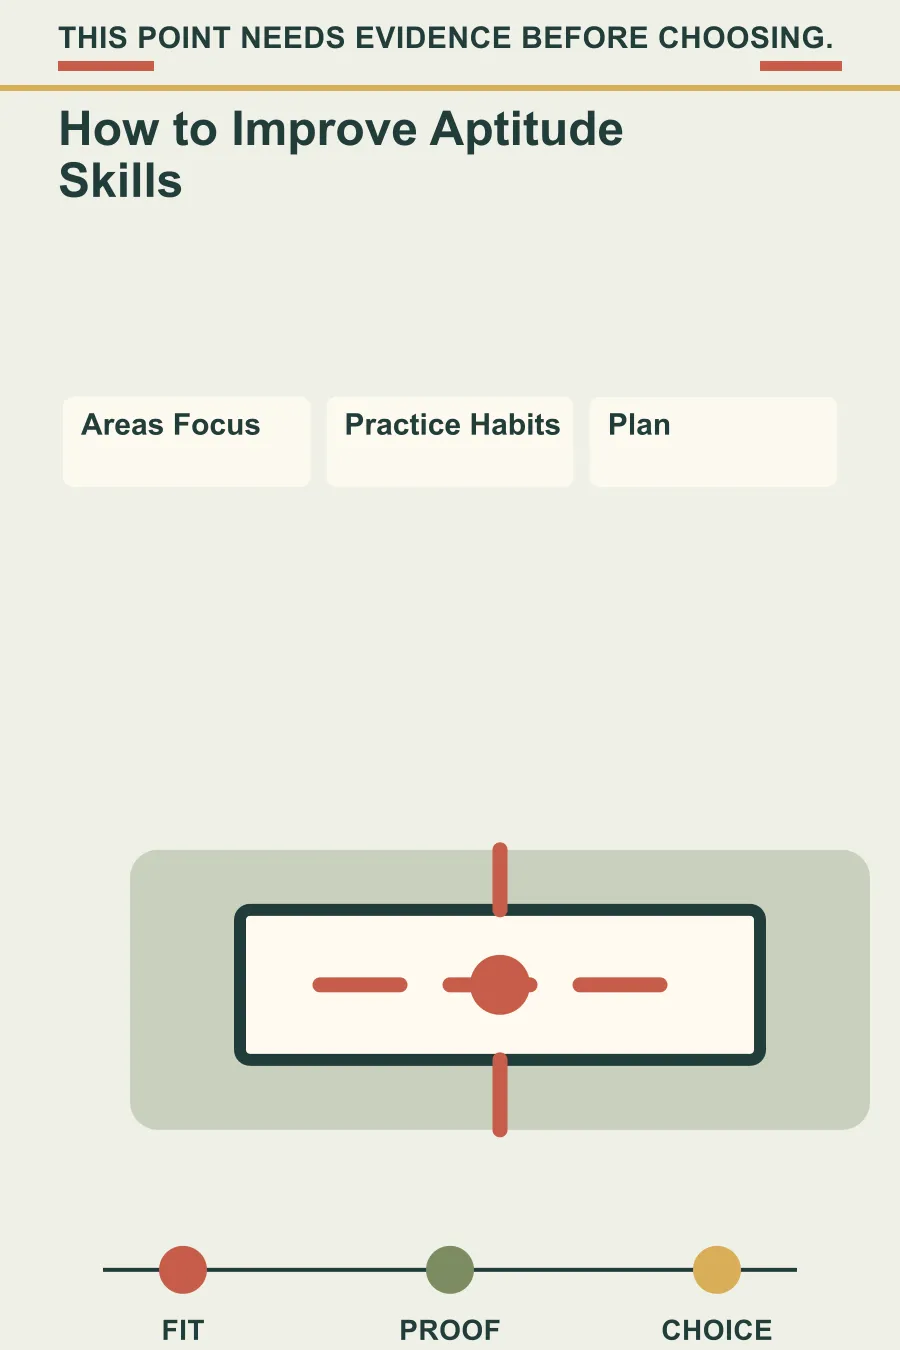 THIS POINT NEEDS EVIDENCE BEFORE CHOOSING.
How to Improve Aptitude
Skills
Areas Focus
Practice Habits
Plan
FIT
PROOF
CHOICE